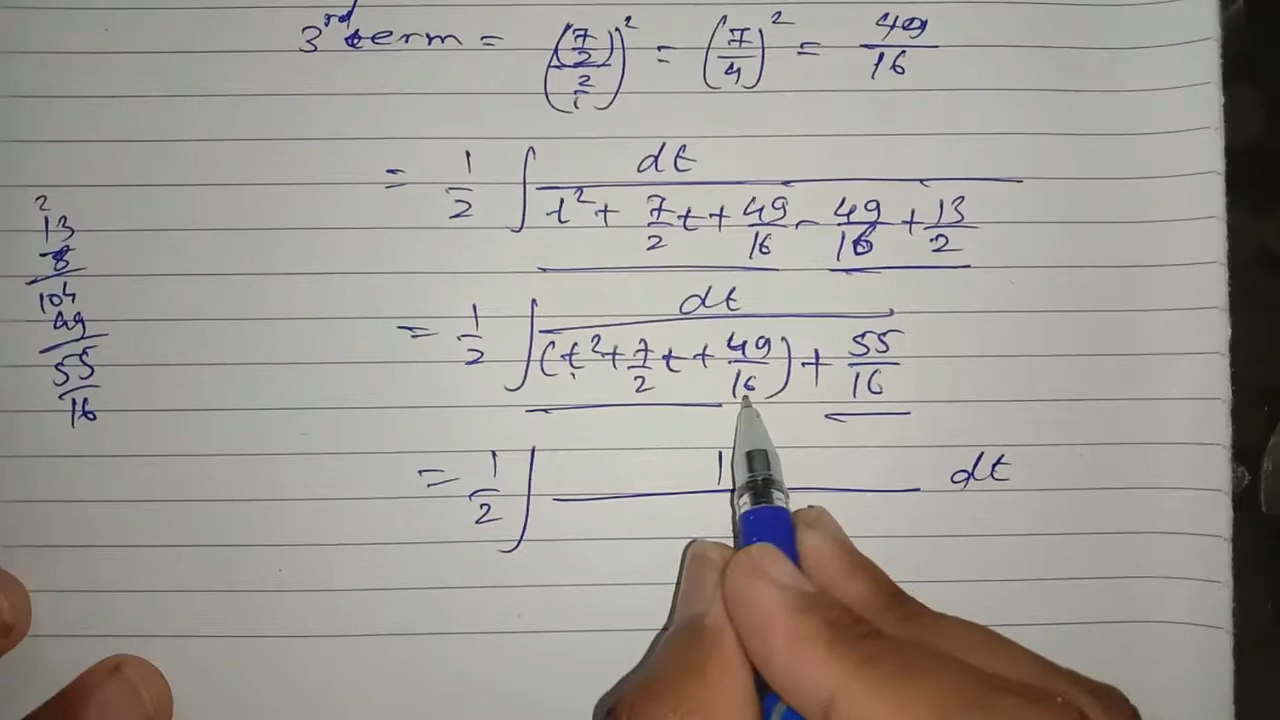 3rd term = ((7/2)/(2/1))² = (7/4)² = 49/16
= 1/2 ∫ dt / (t² + 7/2 t + 49/16 - 49/16 + 13/2)
2
13
8
104
49
55
16
= 1/2 ∫ dt / ((t² + 7/2 t + 49/16) + 55/16)
= 1/2 ∫ 1/ dt